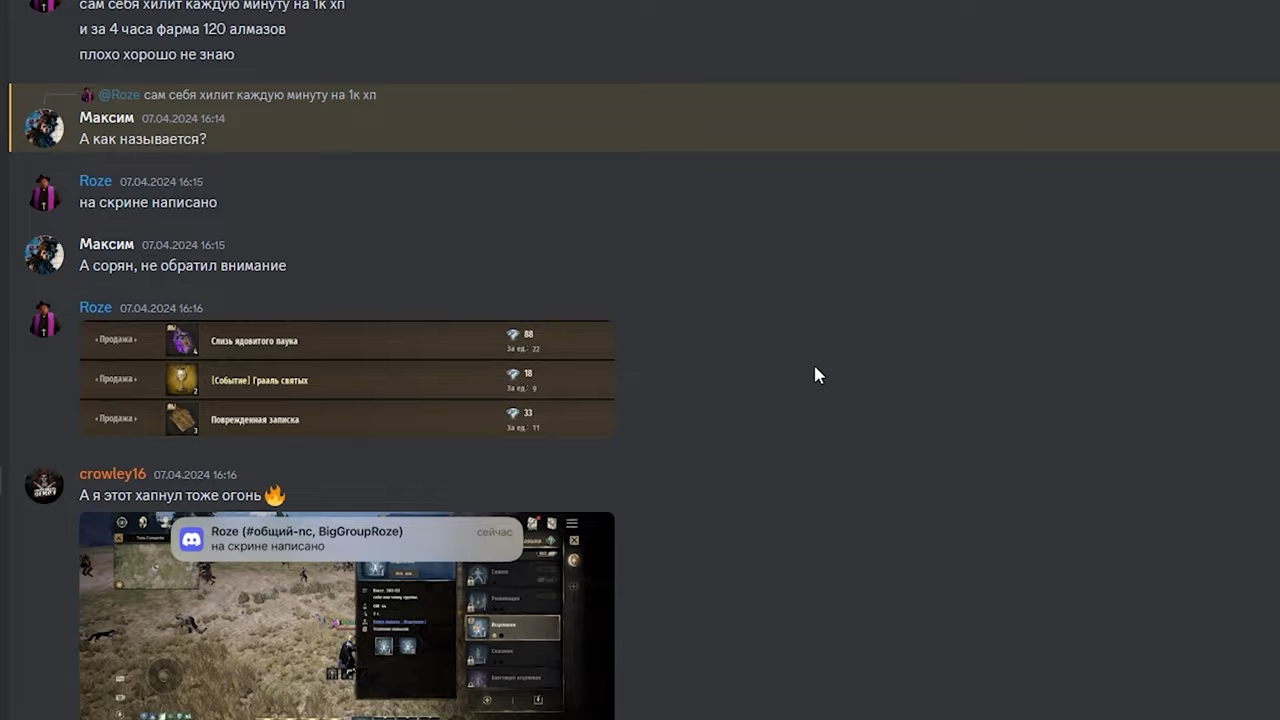 сам себя хилит каждую минуту на 1к хп
и за 4 часа фарма 120 алмазов
плохо хорошо не знаю
@Roze сам себя хилит каждую минуту на 1к хп
Максим 07.04.2024 16:14
А как называется?
Roze 07.04.2024 16:15
на скрине написано
Максим 07.04.2024 16:15
А сорян, не обратил внимание
Roze 07.04.2024 16:16
‹ Продажа › 4 Слизь ядовитого паука 88
За ед.: 22
‹ Продажа › 2 [Событие] Грааль святых 18
За ед.: 9
‹ Продажа › 3 Поврежденная записка 33
За ед.: 11
crowley16 07.04.2024 16:16
А я этот хапнул тоже огонь 🔥
Roze (#общий-пс, BigGroupRoze) сейчас
на скрине написано